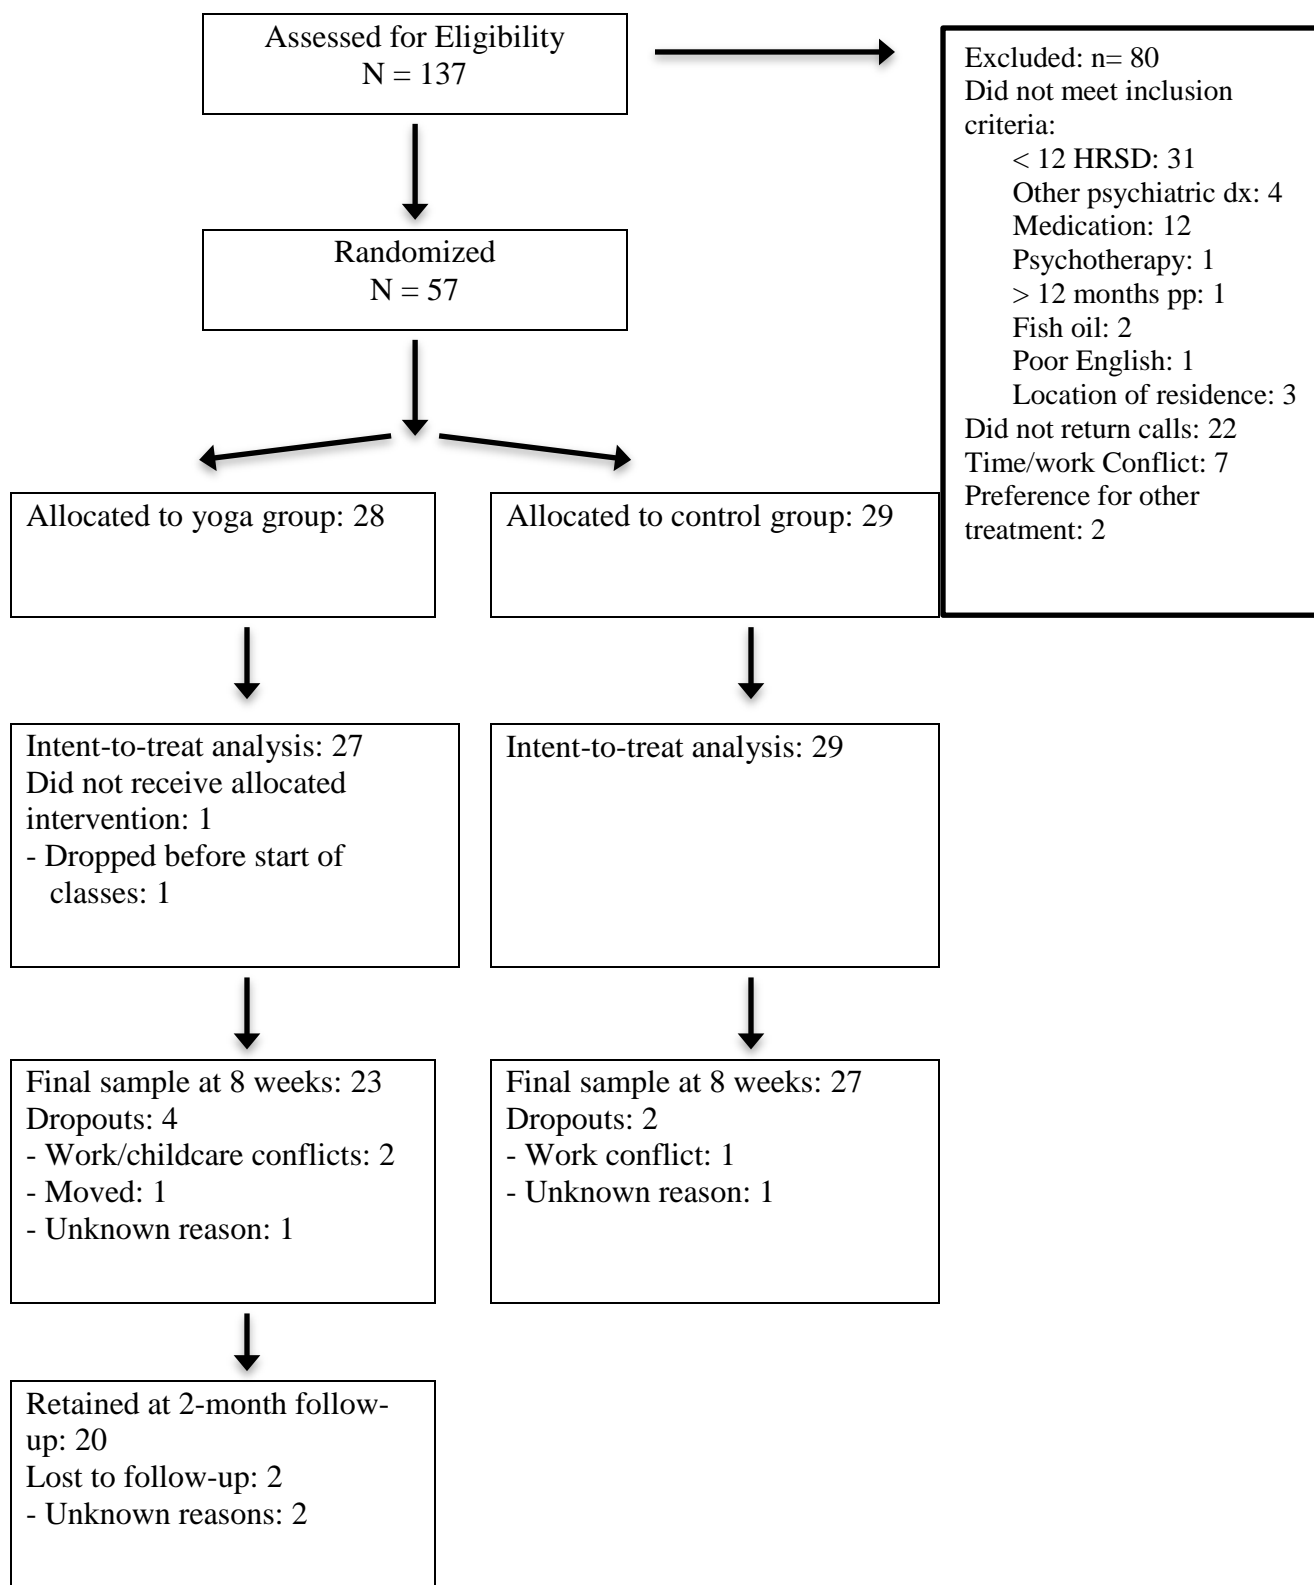 Assessed for Eligibility
N = 137
Excluded: n= 80
Did not meet inclusion
criteria:
< 12 HRSD: 31
Other psychiatric dx: 4
Medication: 12
Psychotherapy: 1
> 12 months pp: 1
Fish oil: 2
Poor English: 1
Location of residence: 3
Did not return calls: 22
Time/work Conflict: 7
Preference for other
treatment: 2
Randomized
N = 57
Allocated to yoga group: 28
Allocated to control group: 29
Intent-to-treat analysis: 27
Did not receive allocated
intervention: 1
- Dropped before start of
classes: 1
Intent-to-treat analysis: 29
Final sample at 8 weeks: 23
Dropouts: 4
- Work/childcare conflicts: 2
- Moved: 1
- Unknown reason: 1
Final sample at 8 weeks: 27
Dropouts: 2
- Work conflict: 1
- Unknown reason: 1
Retained at 2-month follow-
up: 20
Lost to follow-up: 2
- Unknown reasons: 2